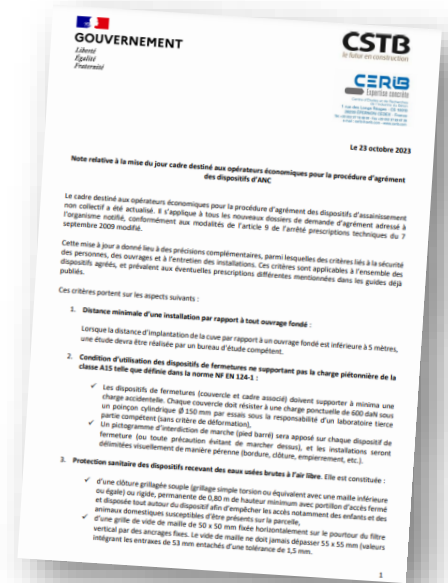 GOUVERNEMENT
Liberté
Égalité
Fraternité
CSTB
le futur en construction
CERIB
Expertise concrète
Le 23 octobre 2023
Note relative à la mise du jour cadre destiné aux opérateurs économiques pour la procédure d'agrément
des dispositifs d'ANC
Le cadre destiné aux opérateurs économiques pour la procédure d'agrément des dispositifs d'assainissement
non collectif a été actualisé. Il s'applique à tous les nouveaux dossiers de demande d'agrément adressé à
l'organisme notifié, conformément aux modalités de l'article 9 de l'arrêté prescriptions techniques du 7
septembre 2009 modifié.
Cette mise à jour a donné lieu à des précisions complémentaires, parmi lesquelles des critères liés à la sécurité
des personnes, des ouvrages et à l'entretien des installations. Ces critères sont applicables à l'ensemble des
dispositifs agréés, et prévalent aux éventuelles prescriptions différentes mentionnées dans les guides déjà
publiés.
Ces critères portent sur les aspects suivants :
1. Distance minimale d'une installation par rapport à tout ouvrage fondé :
Lorsque la distance d'implantation de la cuve par rapport à un ouvrage fondé est inférieure à 5 mètres,
une étude devra être réalisée par un bureau d'étude compétent.
2. Condition d'utilisation des dispositifs de fermetures ne supportant pas la charge piétonnière de la
classe A15 telle que définie dans la norme NF EN 124-1 :
✓ Les dispositifs de fermetures (couvercle et cadre associé) doivent supporter à minima une
charge accidentelle. Chaque couvercle doit résister à une charge ponctuelle de 600 daN sous
un poinçon cylindrique Ø 150 mm par essais sous la responsabilité d'un laboratoire tierce
partie compétent (sans critère de déformation),
✓ Un pictogramme d'interdiction de marche (pied barré) sera apposé sur chaque dispositif de
fermeture (ou toute précaution évitant de marcher dessus), et les installations seront
délimitées visuellement de manière pérenne (bordure, clôture, empierrement, etc.).
3. Protection sanitaire des dispositifs recevant des eaux usées brutes à l'air libre. Elle est constituée :
✓ d'une clôture grillagée souple (grillage simple torsion ou équivalent avec une maille inférieure
ou égale) ou rigide, permanente de 0,80 m de hauteur minimum avec portillon d'accès fermé
et disposée tout autour du dispositif afin d'empêcher les accès notamment des enfants et des
animaux domestiques susceptibles d'être présents sur la parcelle,
✓ d'une grille de vide de maille de 50 x 50 mm fixée horizontalement sur le pourtour du filtre
vertical par des ancrages fixes. Le vide de maille ne doit jamais dépasser 55 x 55 mm (valeurs
intégrant les entraxes de 53 mm entachés d'une tolérance de 1,5 mm.
1